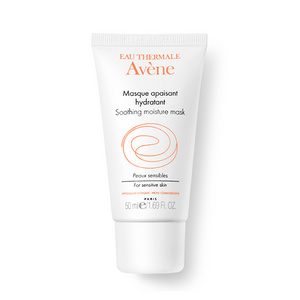 EAU THERMALE
Avène
Masque apaisant
hydratant
Soothing moisture mask
Peaux sensibles
For sensitive skin
50 ml e 1.69 FL. OZ.
PARIS